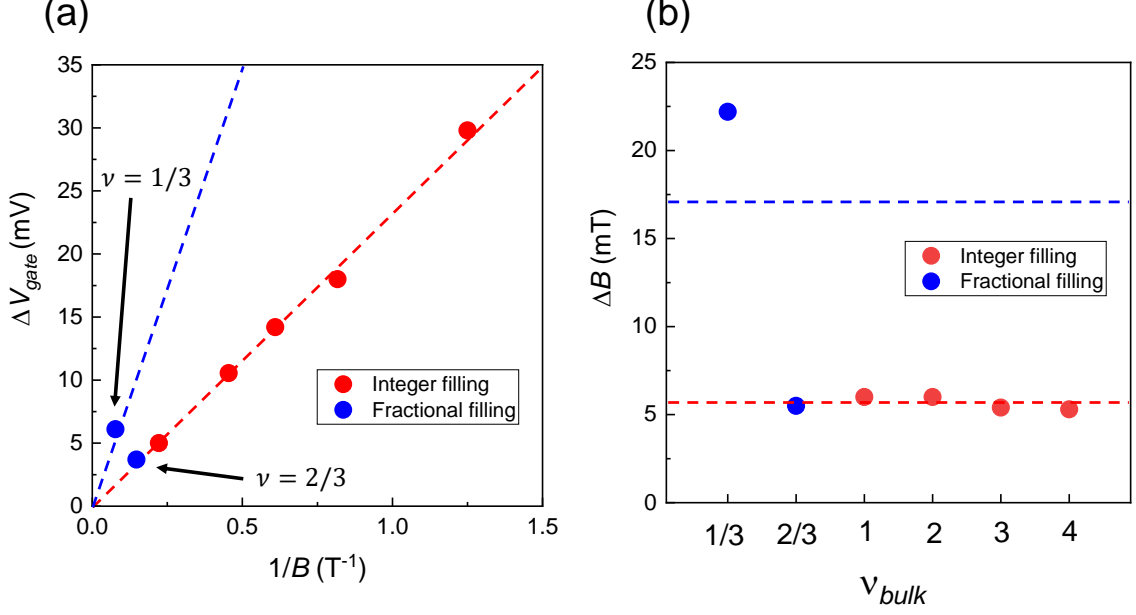 (a)
35
30
25
20
15
10
5
0
ΔV_gate (mV)
ν = 1/3
ν = 2/3
Integer filling
Fractional filling
0.0
0.5
1.0
1.5
1/B (T⁻¹)
(b)
25
20
15
10
5
0
ΔB (mT)
Integer filling
Fractional filling
1/3
2/3
1
2
3
4
ν_bulk